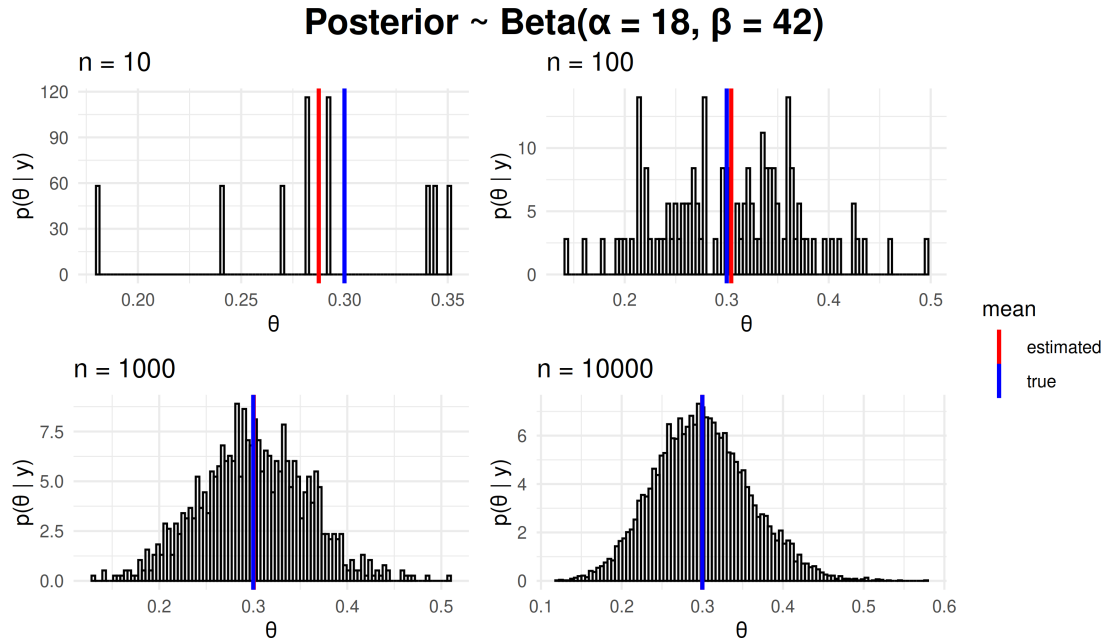 Posterior ~ Beta(α = 18, β = 42)
n = 10
120
90
60
30
0
p(θ | y)
0.20 0.25 0.30 0.35
θ
n = 100
10
5
0
p(θ | y)
0.2 0.3 0.4 0.5
θ
n = 1000
7.5
5.0
2.5
0.0
p(θ | y)
0.2 0.3 0.4 0.5
θ
n = 10000
6
4
2
0
p(θ | y)
0.1 0.2 0.3 0.4 0.5 0.6
θ
mean
estimated
true